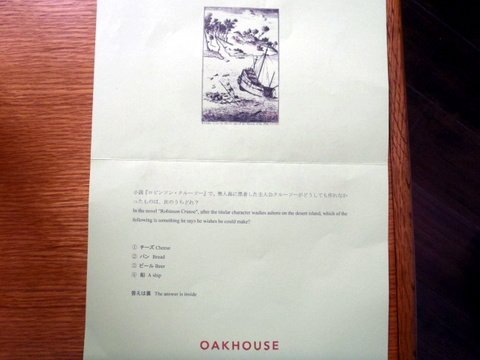 小説『ロビンソン・クルーソー』で、無人島に漂着した主人公クルーソーがどうしても作れなか
ったものは、次のうちどれ？
In the novel "Robinson Crusoe", after the titular character washes ashore on the desert island, which of the
following is something he says he wishes he could make?
① チーズ Cheese
② パン Bread
③ ビール Beer
④ 船 A ship
答えは裏 The answer is inside
OAKHOUSE